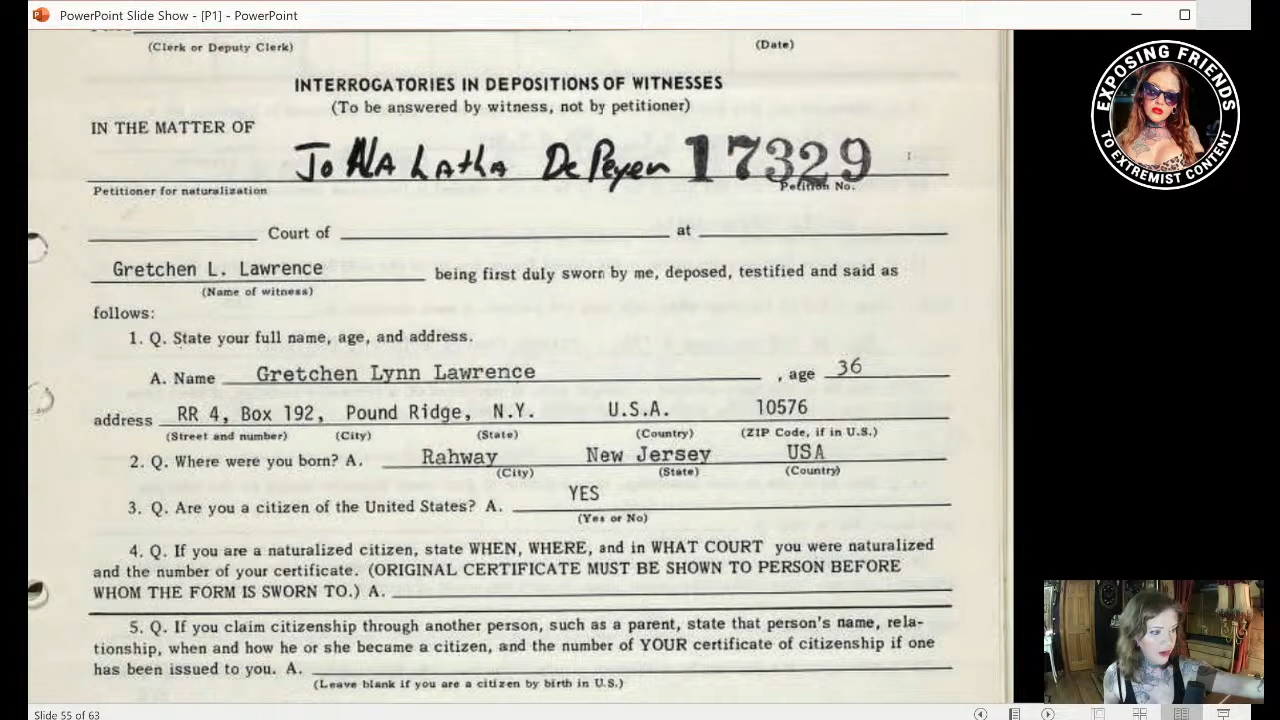 PowerPoint Slide Show - [P1] - PowerPoint
(Clerk or Deputy Clerk) (Date)
INTERROGATORIES IN DEPOSITIONS OF WITNESSES
(To be answered by witness, not by petitioner)
IN THE MATTER OF
DePeyen 17329
Petitioner for naturalization Petition No.
Court of at
Gretchen L. Lawrence being first duly sworn by me, deposed, testified and said as
(Name of witness)
follows:
1. Q. State your full name, age, and address.
A. Name Gretchen Lynn Lawrence , age 36
address RR 4, Box 192, Pound Ridge, N.Y. U.S.A. 10576
(Street and number) (City) (State) (Country) (ZIP Code, if in U.S.)
2. Q. Where were you born? A. Rahway New Jersey USA
(City) (State) (Country)
3. Q. Are you a citizen of the United States? A. YES
(Yes or No)
4. Q. If you are a naturalized citizen, state WHEN, WHERE, and in WHAT COURT you were naturalized
and the number of your certificate. (ORIGINAL CERTIFICATE MUST BE SHOWN TO PERSON BEFORE
WHOM THE FORM IS SWORN TO.) A.
5. Q. If you claim citizenship through another person, such as a parent, state that person's name, rela-
tionship, when and how he or she became a citizen, and the number of YOUR certificate of citizenship if one
has been issued to you. A.
(Leave blank if you are a citizen by birth in U.S.)
EXPOSING FRIENDS
TO EXTREMIST CONTENT
Slide 55 of 63